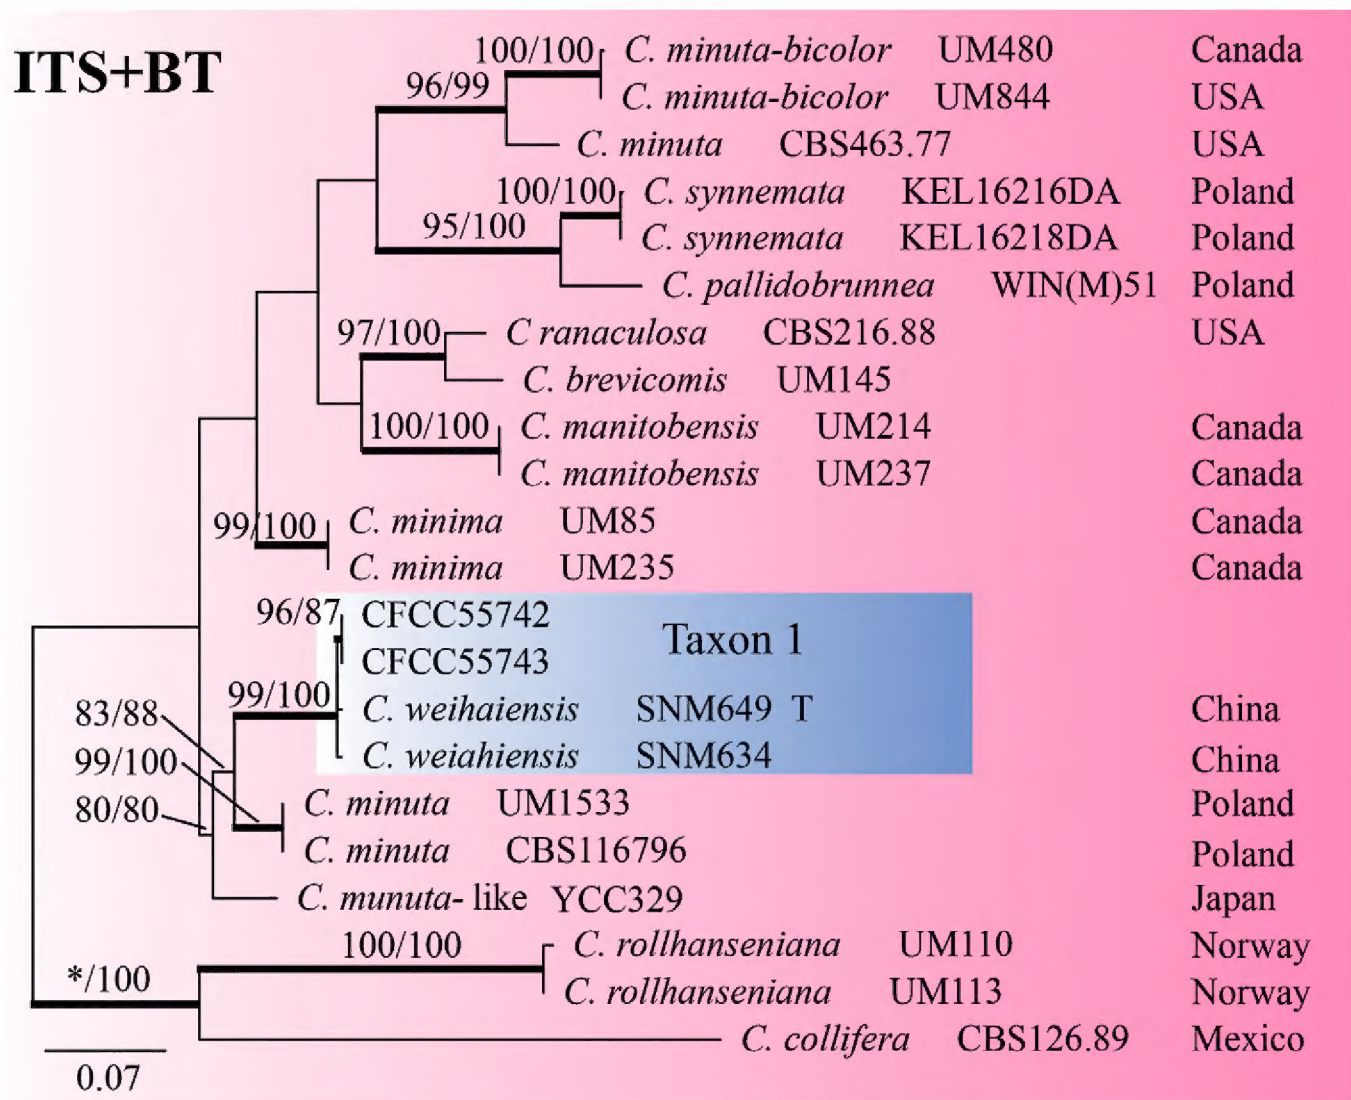 ITS+BT
100/100 C. minuta-bicolor UM480 Canada
96/99 C. minuta-bicolor UM844 USA
C. minuta CBS463.77 USA
100/100 C. synnemata KEL16216DA Poland
95/100 C. synnemata KEL16218DA Poland
C. pallidobrunnea WIN(M)51 Poland
97/100 C ranaculosa CBS216.88 USA
C. brevicomis UM145
100/100 C. manitobensis UM214 Canada
C. manitobensis UM237 Canada
99/100 C. minima UM85 Canada
C. minima UM235 Canada
96/87 CFCC55742
Taxon 1
CFCC55743
99/100
83/88 C. weihaiensis SNM649 T China
99/100 C. weiahiensis SNM634 China
80/80 C. minuta UM1533 Poland
C. minuta CBS116796 Poland
C. munuta- like YCC329 Japan
100/100 C. rollhanseniana UM110 Norway
*/100 C. rollhanseniana UM113 Norway
C. collifera CBS126.89 Mexico
0.07